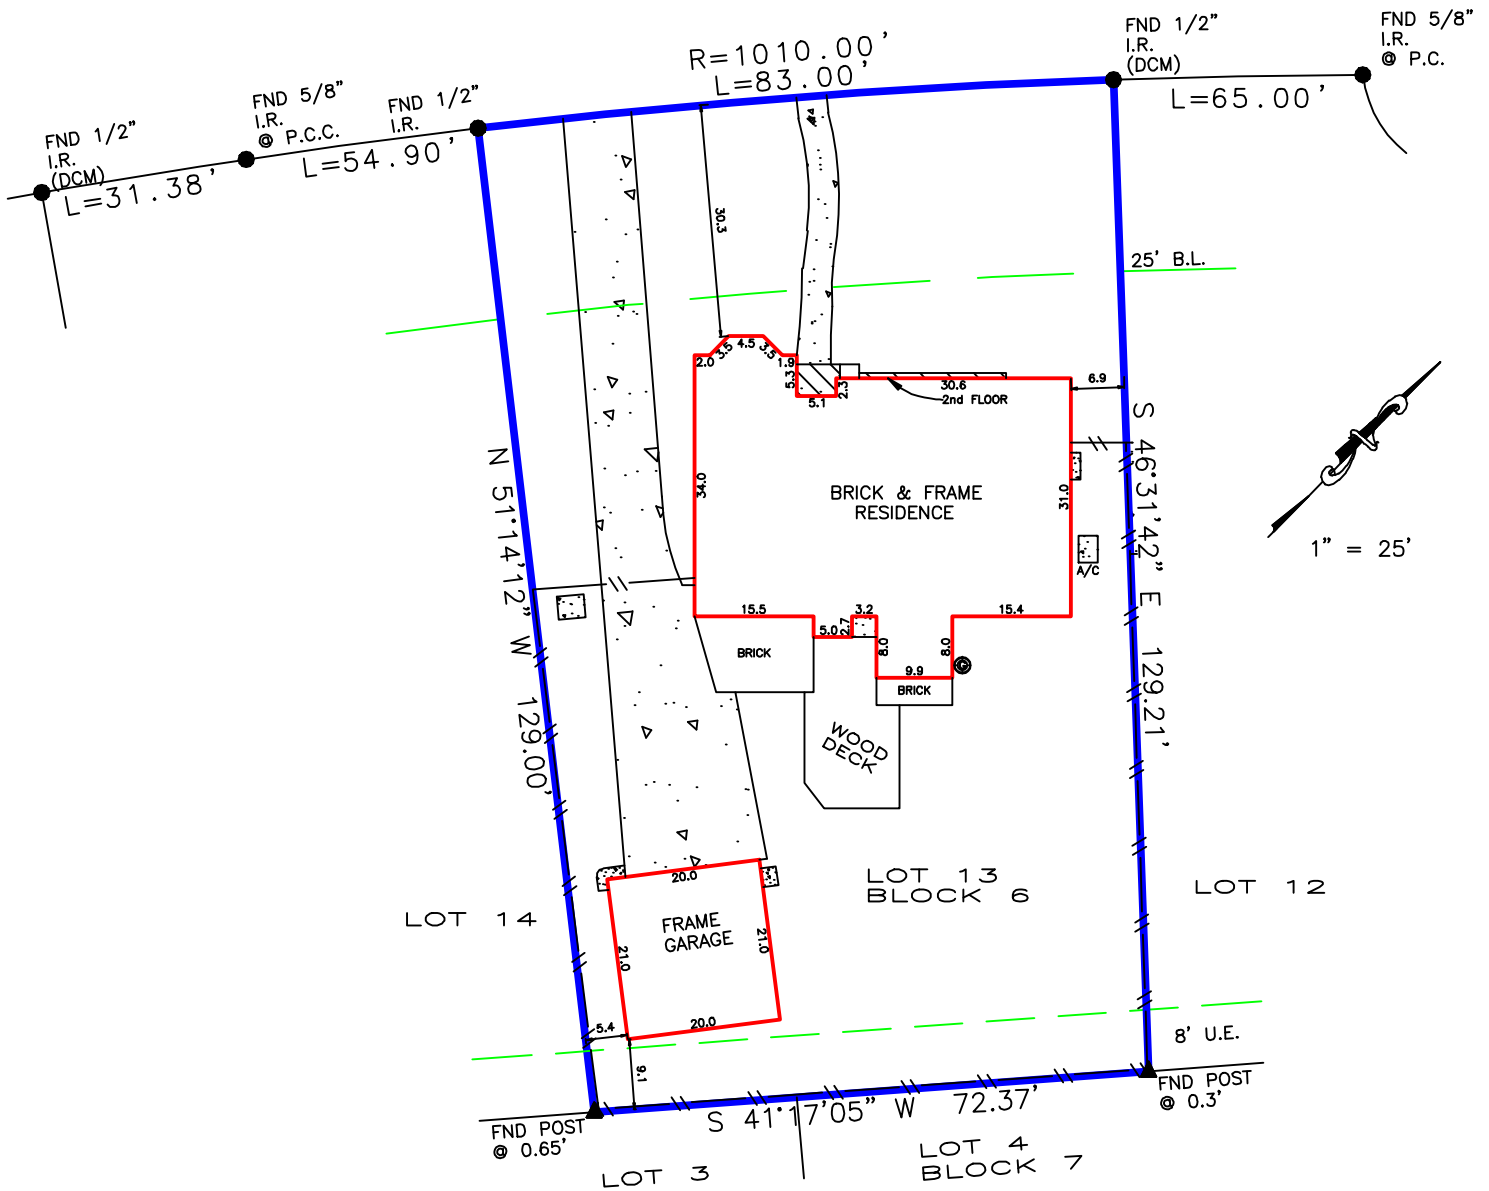 R=1010.00'
L=83.00'
FND 1/2"
I.R.
(DCM)
FND 5/8"
I.R.
@ P.C.
L=65.00'
FND 5/8"
I.R.
@ P.C.C.
FND 1/2"
I.R.
L=54.90'
FND 1/2"
I.R.
(DCM)
L=31.38'
30.3
25' B.L.
2.0
3.5
4.5
3.5
1.9
5.3
5.1
2.3
30.6
2nd FLOOR
6.9
N 51°14'12" W 129.00'
S 46°31'42" E 129.21'
34.0
BRICK & FRAME
RESIDENCE
31.0
A/C
1" = 25'
15.5
5.0
2.7
3.2
8.0
9.9
8.0
15.4
G
BRICK
BRICK
WOOD
DECK
LOT 13
BLOCK 6
LOT 12
LOT 14
20.0
FRAME
GARAGE
21.0
21.0
20.0
5.4
9.1
8' U.E.
FND POST
@ 0.3'
FND POST
@ 0.65'
S 41°17'05" W 72.37'
LOT 3
LOT 4
BLOCK 7